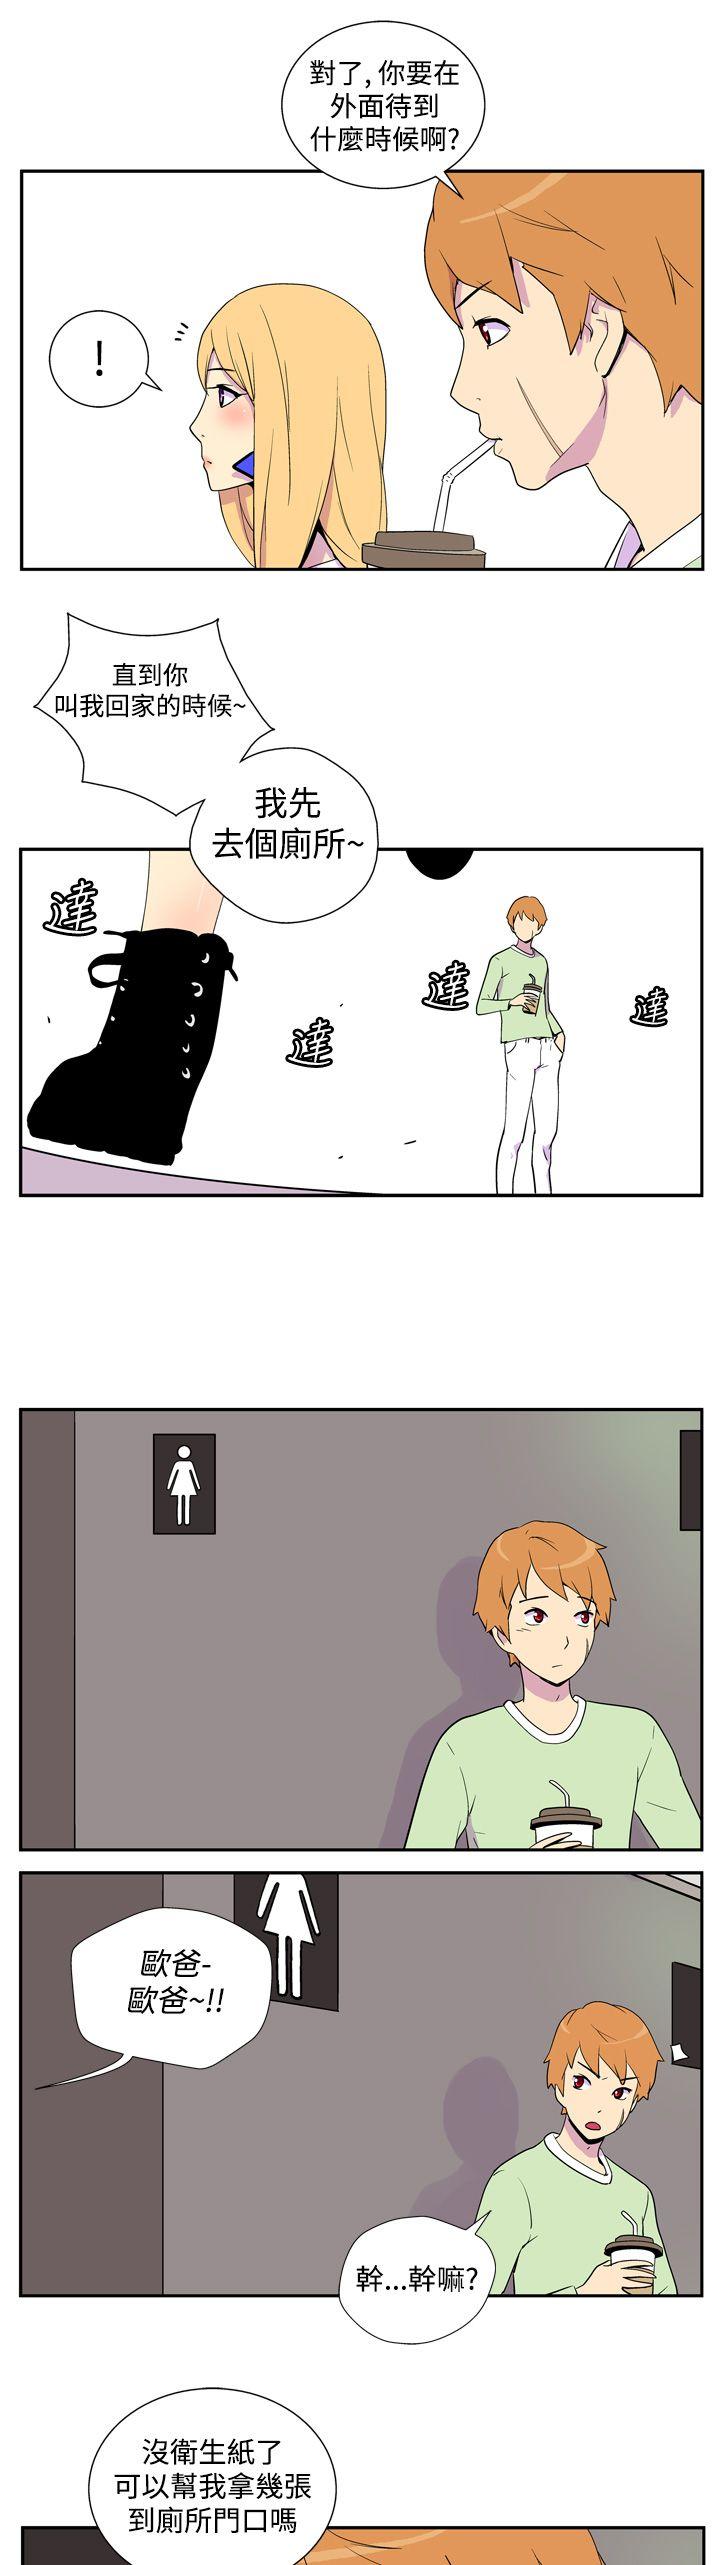 對了, 你要在
外面待到
什麼時候啊?
!
直到你
叫我回家的時候~
我先
去個廁所~
達
達
達
達
歐爸-
歐爸~!!
幹...幹嘛?
沒衛生紙了
可以幫我拿幾張
到廁所門口嗎